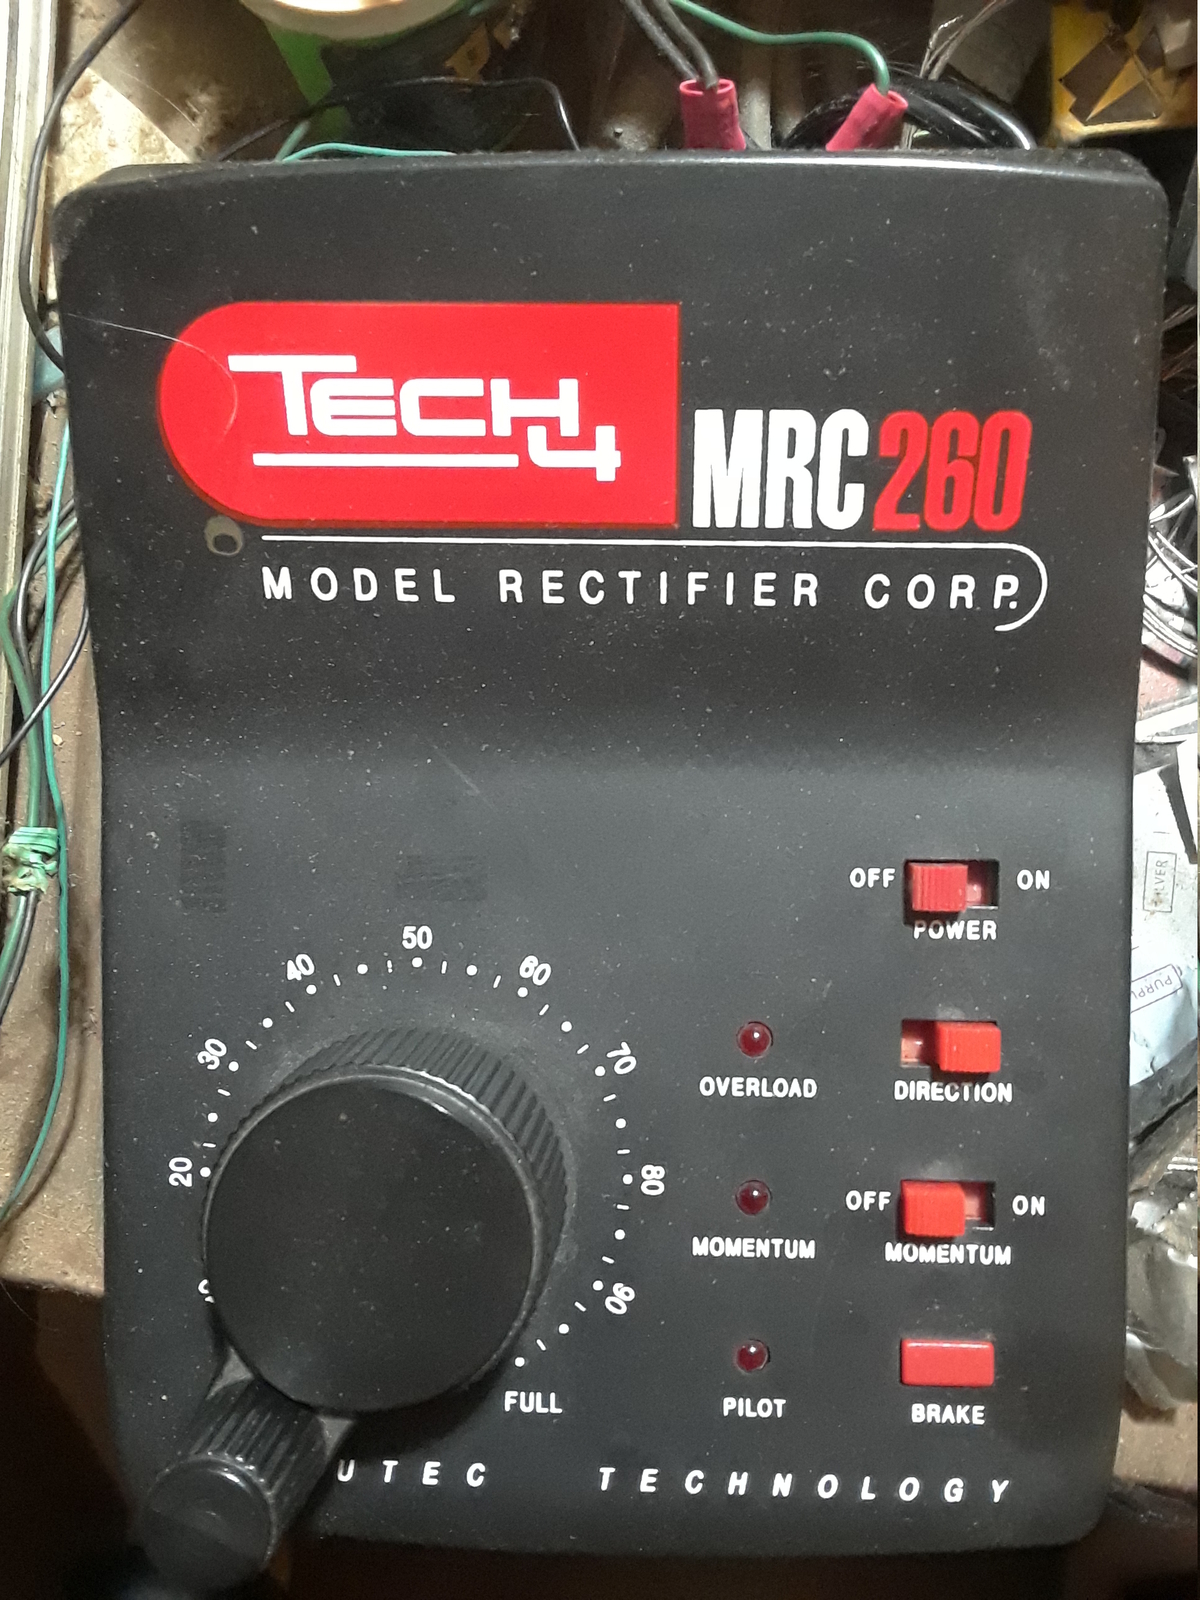 TECH 4
MRC 260
MODEL RECTIFIER CORP.
OFF ON
POWER
50
40 60
30 70
20 80
90
FULL
OVERLOAD
DIRECTION
OFF ON
MOMENTUM
MOMENTUM
PILOT
BRAKE
UTEC TECHNOLOGY
PURPL